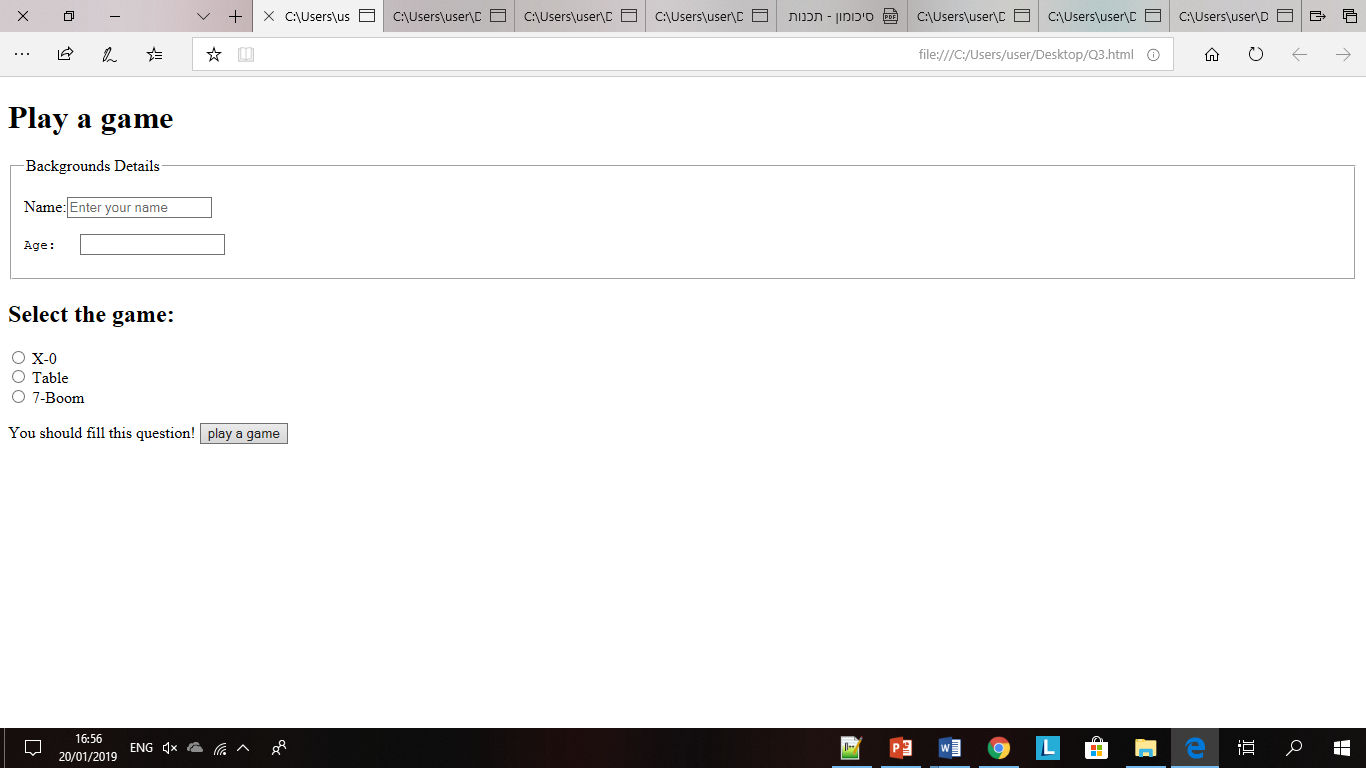 C:\Users\us
C:\Users\user\D
C:\Users\user\D
C:\Users\user\D
סיכומון - תכנות
PDF
C:\Users\user\D
C:\Users\user\D
C:\Users\user\D
file:///C:/Users/user/Desktop/Q3.html
Play a game
Backgrounds Details
Name: Enter your name
Age:
Select the game:
X-0
Table
7-Boom
You should fill this question! play a game
16:56
20/01/2019
ENG